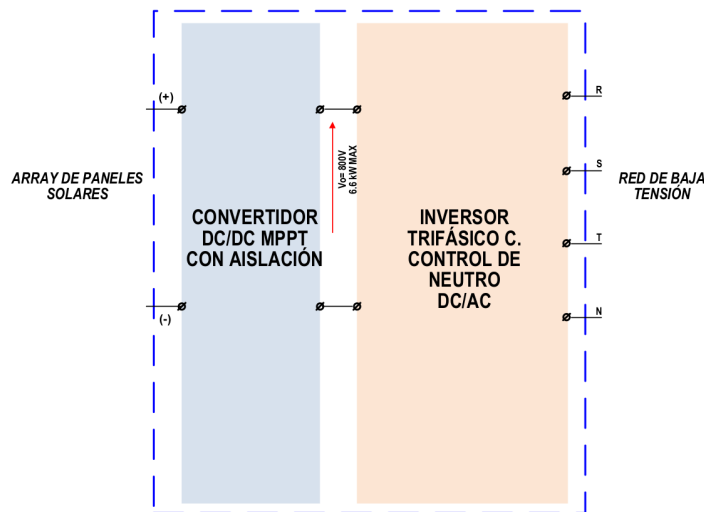 (+)
(-)
ARRAY DE PANELES
SOLARES
CONVERTIDOR
DC/DC MPPT
CON AISLACIÓN
Vo= 800V
6.6 kW MAX
INVERSOR
TRIFÁSICO C.
CONTROL DE
NEUTRO
DC/AC
R
S
T
N
RED DE BAJA
TENSIÓN